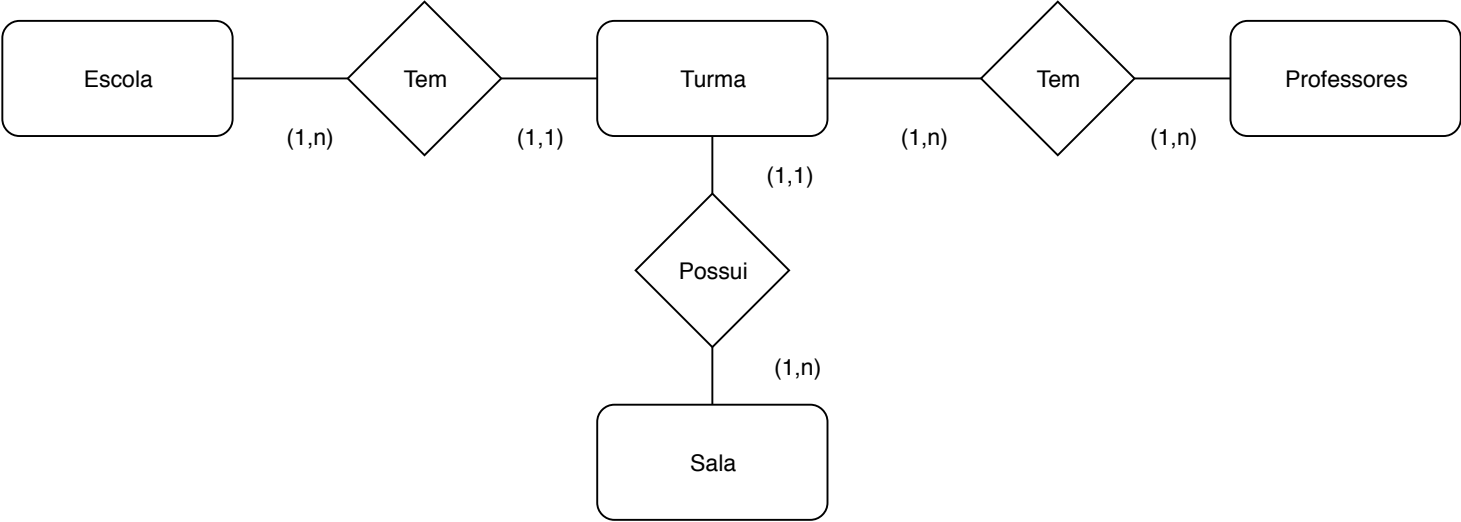 Escola
Tem
Turma
Tem
Professores
(1,n)
(1,1)
(1,n)
(1,n)
(1,1)
Possui
(1,n)
Sala